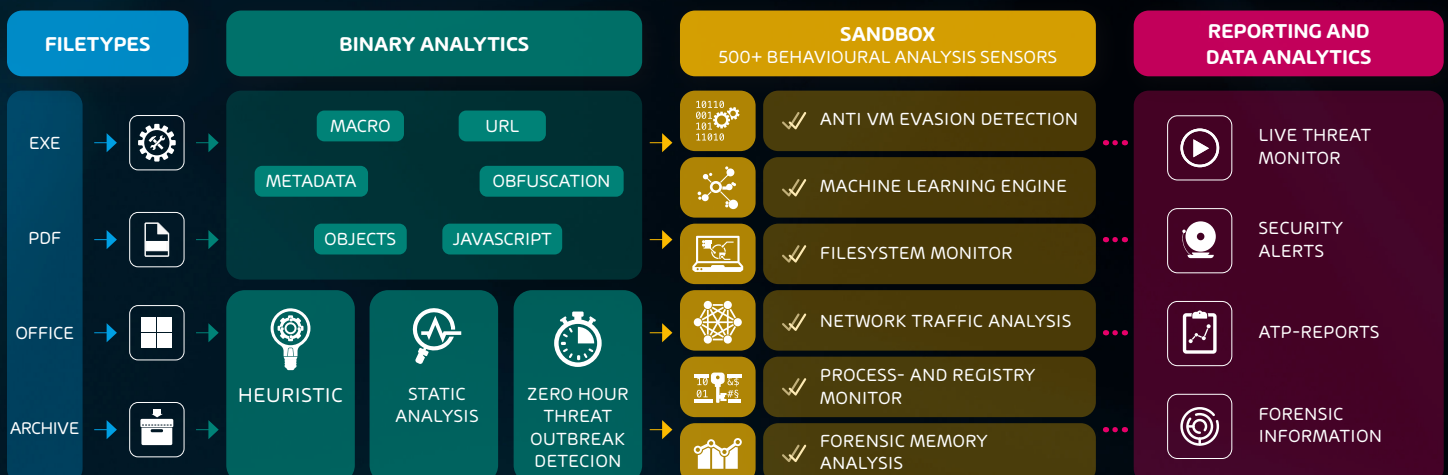 FILETYPES
EXE
PDF
OFFICE
ARCHIVE
BINARY ANALYTICS
MACRO
URL
METADATA
OBFUSCATION
OBJECTS
JAVASCRIPT
HEURISTIC
STATIC
ANALYSIS
ZERO HOUR
THREAT
OUTBREAK
DETECION
SANDBOX
500+ BEHAVIOURAL ANALYSIS SENSORS
10110
001
101
11010
ANTI VM EVASION DETECTION
MACHINE LEARNING ENGINE
FILESYSTEM MONITOR
NETWORK TRAFFIC ANALYSIS
10 &$
01 #§
PROCESS- AND REGISTRY
MONITOR
FORENSIC MEMORY
ANALYSIS
REPORTING AND
DATA ANALYTICS
LIVE THREAT
MONITOR
SECURITY
ALERTS
ATP-REPORTS
FORENSIC
INFORMATION